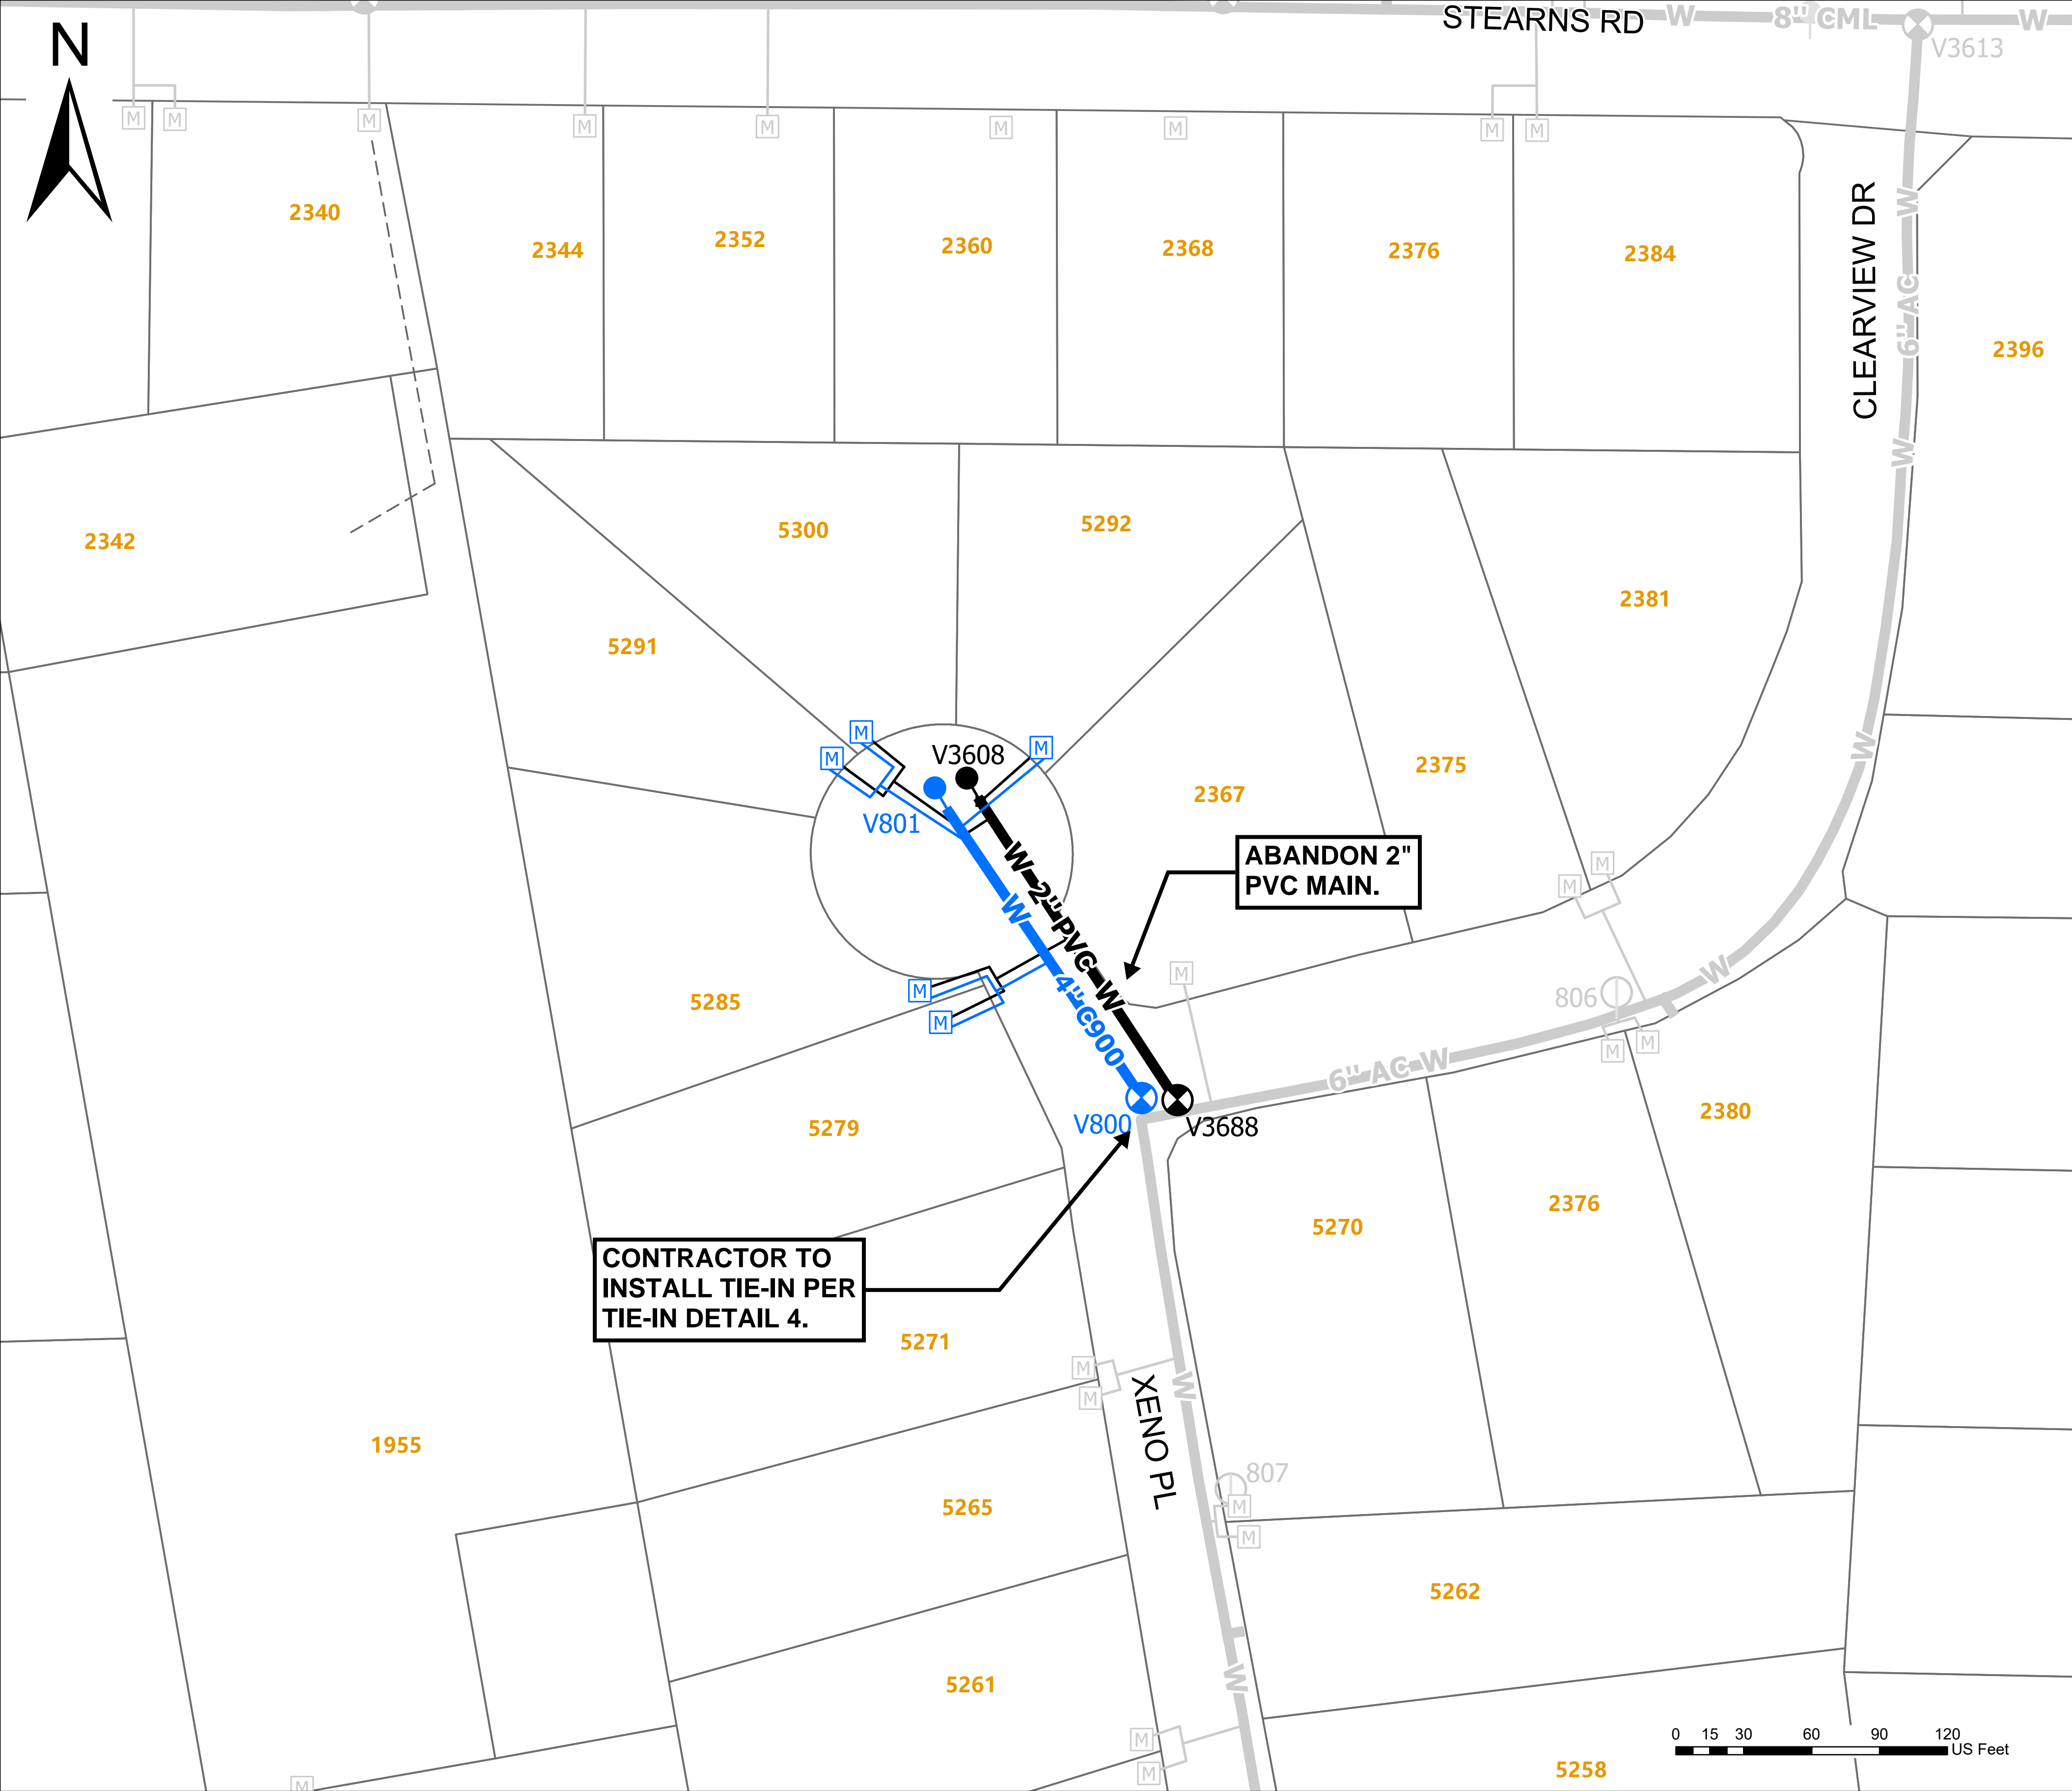 STEARNS RD
W
8" CML
W
V3613
N
M
M
M
M
M
M
M
M
M
CLEARVIEW DR
W
6" AC
W
2340
2344
2352
2360
2368
2376
2384
2396
2342
5300
5292
2381
5291
M
M
M
V3608
V801
2375
2367
W
ABANDON 2"
PVC MAIN.
W 2" PVC W
W 4" C900
M
M
M
M
M
5285
806
W
M
M
6" AC W
V800
V3688
5279
2380
2376
5270
CONTRACTOR TO
INSTALL TIE-IN PER
TIE-IN DETAIL 4.
5271
M
M
W
XENO PL
1955
807
M
M
5265
5262
W
5261
M
M
M
5258
0 15 30 60 90 120
US Feet